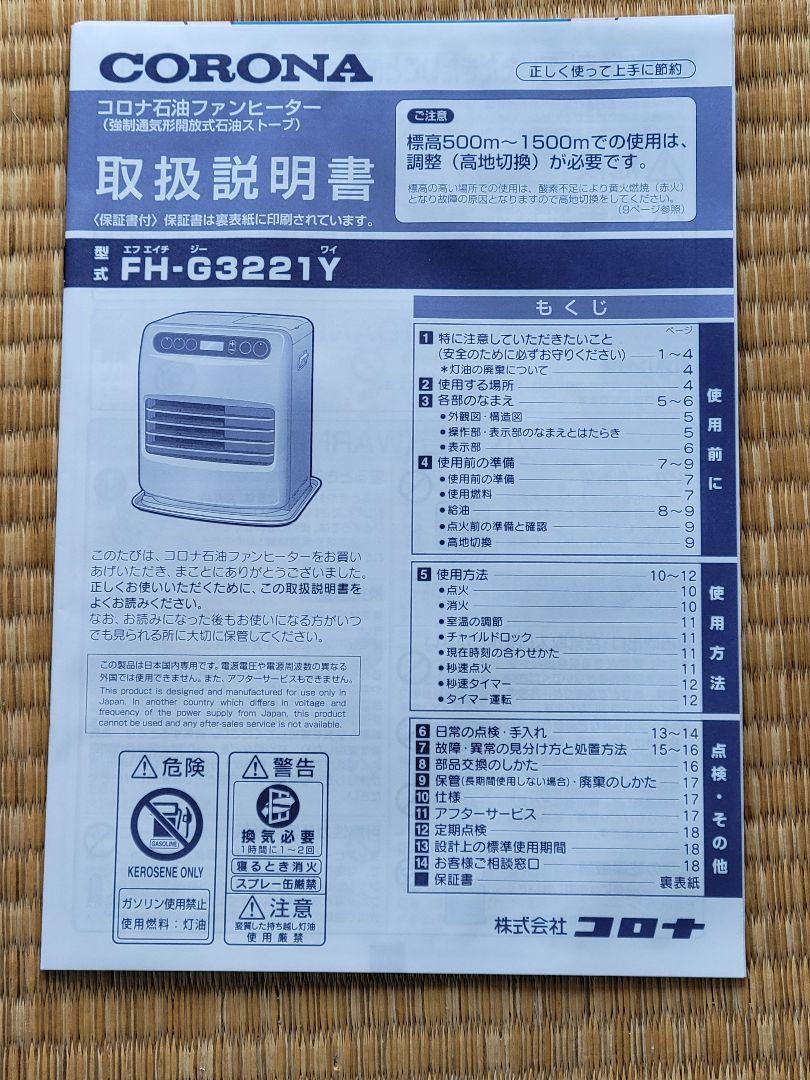 CORONA
正しく使って上手に節約
コロナ石油ファンヒーター
（強制通気形開放式石油ストーブ）
取扱説明書
〈保証書付〉保証書は裏表紙に印刷されています。
ご注意
標高500m～1500mでの使用は、
調整（高地切換）が必要です。
標高の高い場所での使用は、酸素不足により黄火燃焼（赤火）
となり故障の原因となりますので高地切換をしてください。
（9ページ参照）
型式
エフエイチ ジー ワイ
FH-G3221Y
もくじ
ページ
1 特に注意していただきたいこと
（安全のために必ずお守りください） 1～4
＊灯油の廃棄について 4
2 使用する場所 4
3 各部のなまえ 5～6
●外観図・構造図 5
●操作部・表示部のなまえとはたらき 5
●表示部 6
4 使用前の準備 7～9
●使用前の準備 7
●使用燃料 7
●給油 8～9
●点火前の準備と確認 9
●高地切換 9
使用前に
5 使用方法 10～12
●点火 10
●消火 10
●室温の調節 11
●チャイルドロック 11
●現在時刻の合わせかた 11
●秒速点火 11
●秒速タイマー 12
●タイマー運転 12
使用方法
6 日常の点検・手入れ 13～14
7 故障・異常の見分け方と処置方法 15～16
8 部品交換のしかた 16
9 保管（長期間使用しない場合）・廃棄のしかた 17
10 仕様 17
11 アフターサービス 17
12 定期点検 18
13 設計上の標準使用期間 18
14 お客様ご相談窓口 18
■ 保証書 裏表紙
点検・その他
このたびは、コロナ石油ファンヒーターをお買い
あげいただき、まことにありがとうございました。
正しくお使いいただくために、この取扱説明書を
よくお読みください。
なお、お読みになった後もお使いになる方がいつ
でも見られる所に大切に保管してください。
この製品は日本国内専用です。電源電圧や電源周波数の異なる
外国では使用できません。また、アフターサービスもできません。
This product is designed and manufactured for use only in
Japan. In another country which differs in voltage and
frequency of the power supply from Japan, this product
cannot be used and any after-sales service is not available.
危険
GASOLINE
KEROSENE ONLY
ガソリン使用禁止
使用燃料：灯油
警告
換気必要
1時間に1～2回
寝るとき消火
スプレー缶厳禁
注意
変質した持ち越し灯油
使用厳禁
株式会社 コロナ